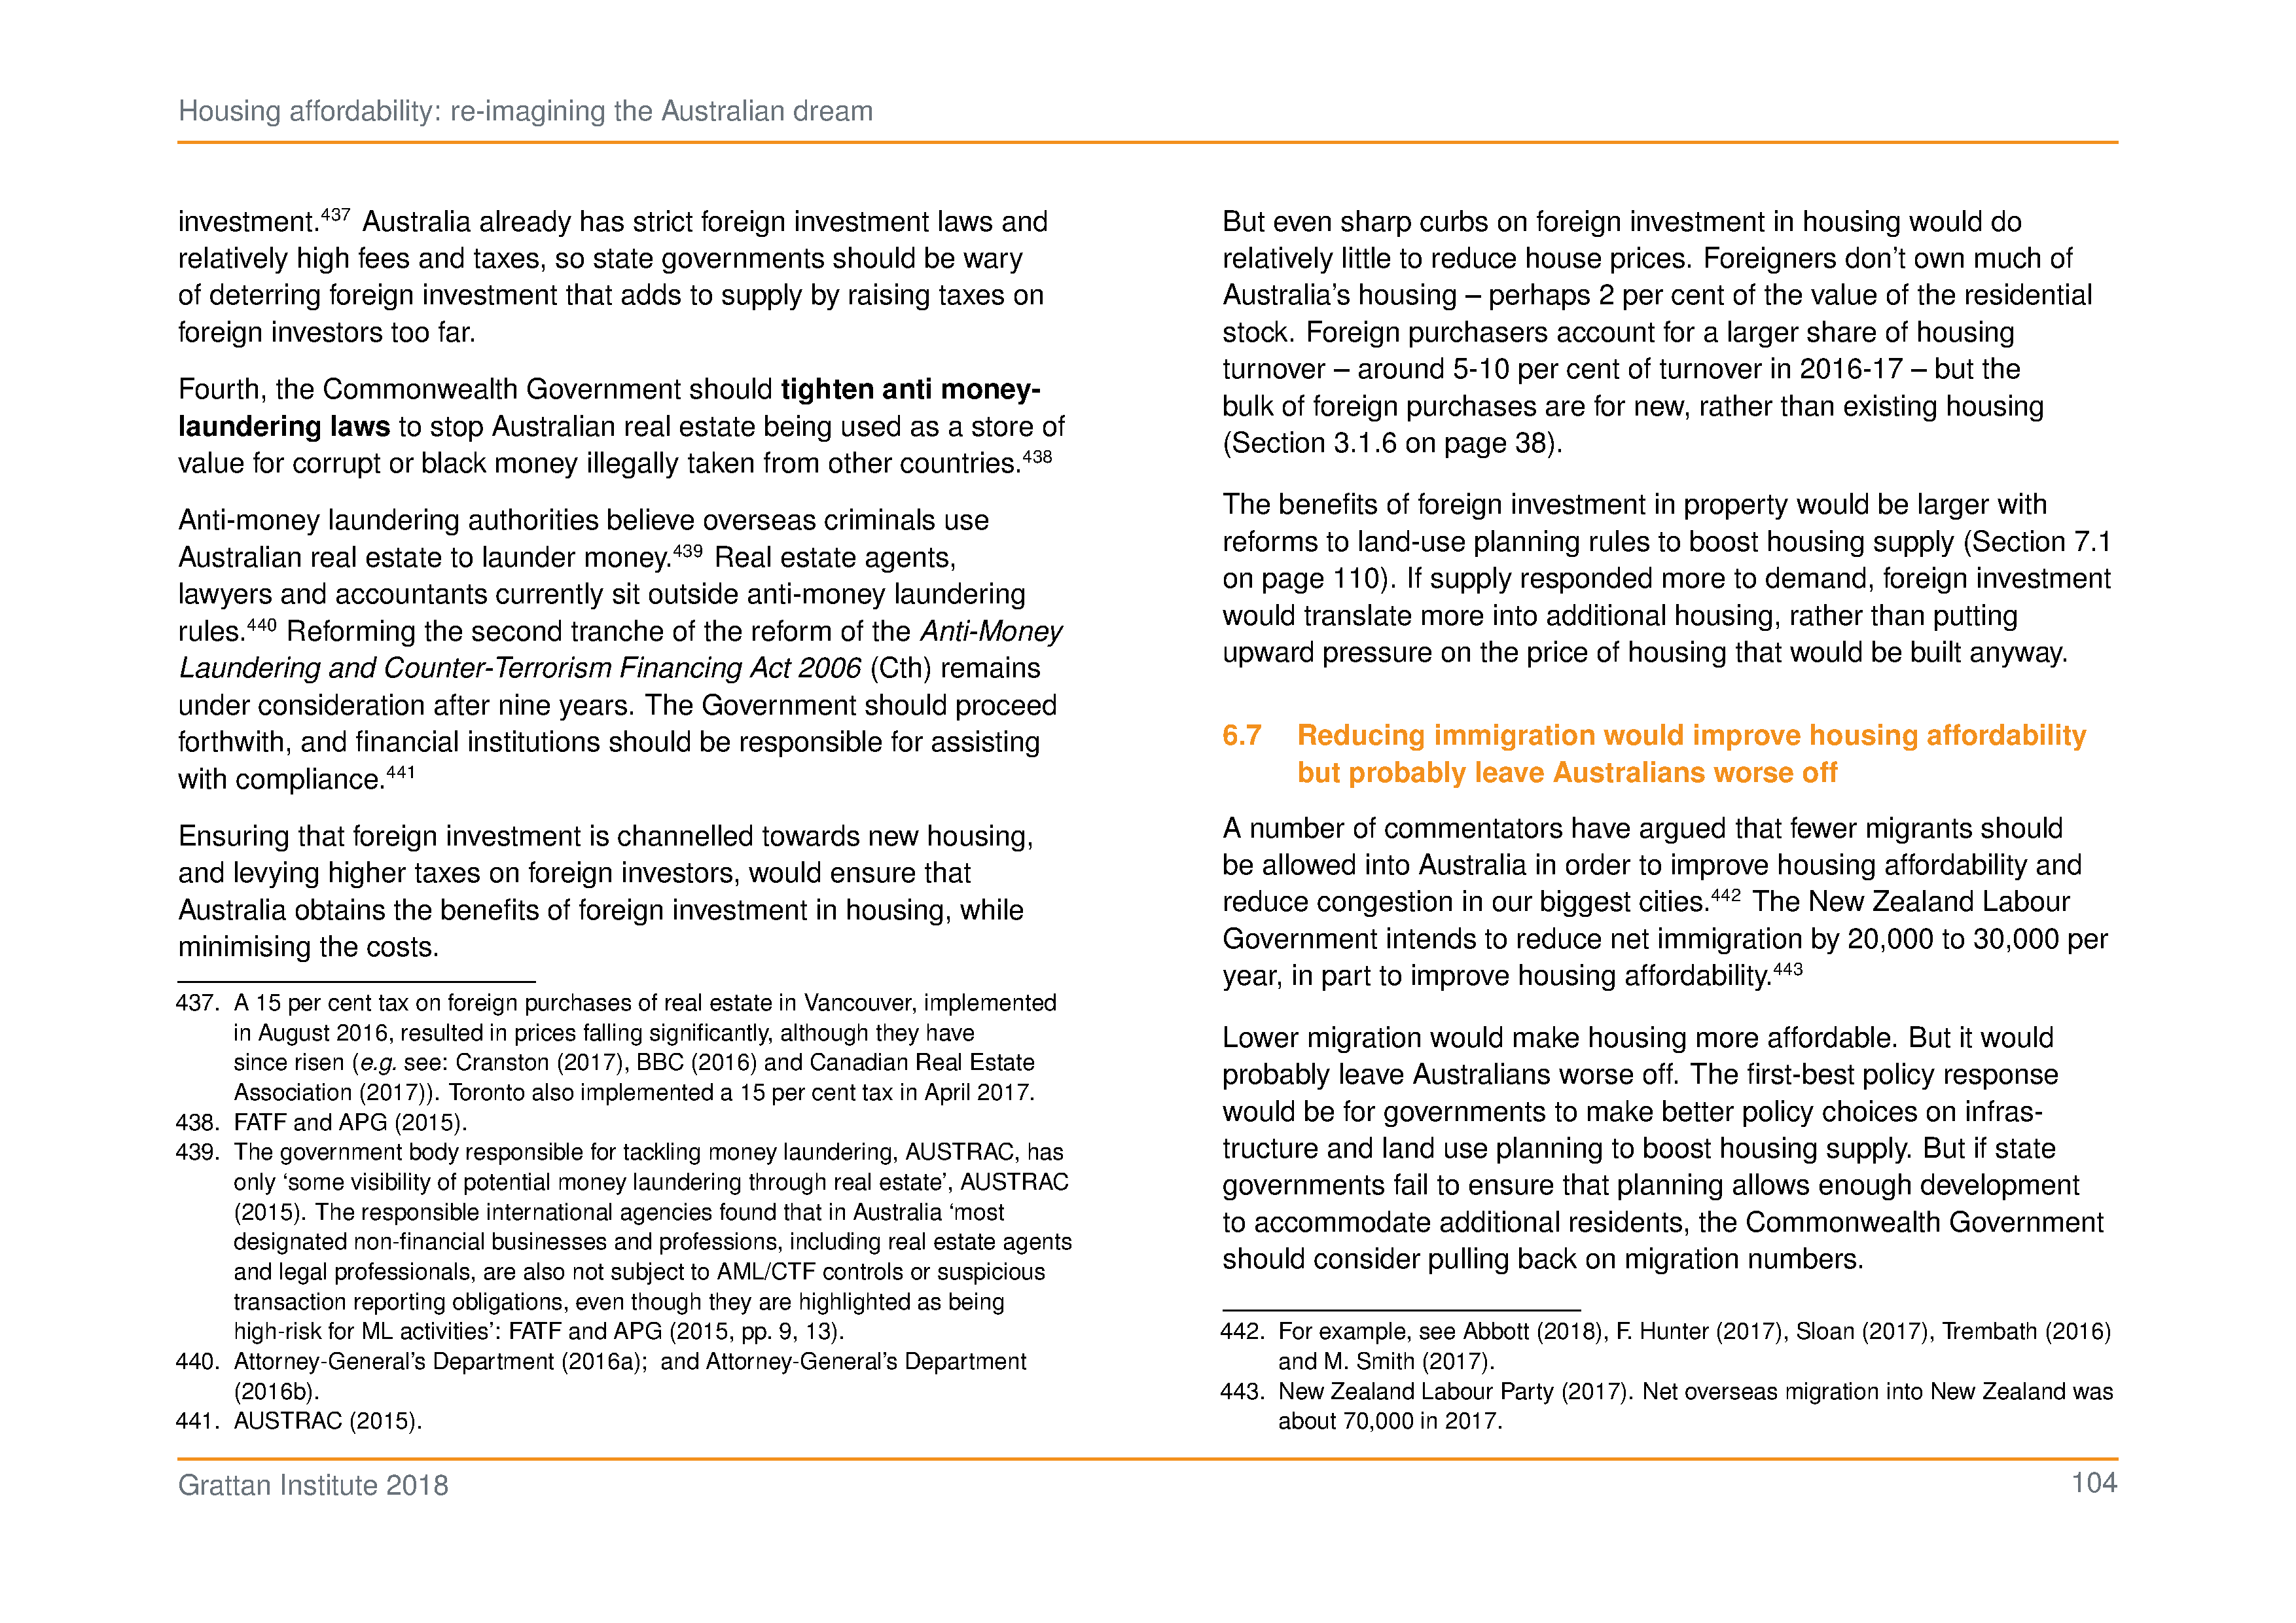 Housing affordability: re-imagining the Australian dream
investment.437 Australia already has strict foreign investment laws and
relatively high fees and taxes, so state governments should be wary
of deterring foreign investment that adds to supply by raising taxes on
foreign investors too far.
Fourth, the Commonwealth Government should tighten anti money-
laundering laws to stop Australian real estate being used as a store of
value for corrupt or black money illegally taken from other countries.438
Anti-money laundering authorities believe overseas criminals use
Australian real estate to launder money.439 Real estate agents,
lawyers and accountants currently sit outside anti-money laundering
rules.440 Reforming the second tranche of the reform of the Anti-Money
Laundering and Counter-Terrorism Financing Act 2006 (Cth) remains
under consideration after nine years. The Government should proceed
forthwith, and financial institutions should be responsible for assisting
with compliance.441
Ensuring that foreign investment is channelled towards new housing,
and levying higher taxes on foreign investors, would ensure that
Australia obtains the benefits of foreign investment in housing, while
minimising the costs.
437. A 15 per cent tax on foreign purchases of real estate in Vancouver, implemented
in August 2016, resulted in prices falling significantly, although they have
since risen (e.g. see: Cranston (2017), BBC (2016) and Canadian Real Estate
Association (2017)). Toronto also implemented a 15 per cent tax in April 2017.
438. FATF and APG (2015).
439. The government body responsible for tackling money laundering, AUSTRAC, has
only ‘some visibility of potential money laundering through real estate’, AUSTRAC
(2015). The responsible international agencies found that in Australia ‘most
designated non-financial businesses and professions, including real estate agents
and legal professionals, are also not subject to AML/CTF controls or suspicious
transaction reporting obligations, even though they are highlighted as being
high-risk for ML activities’: FATF and APG (2015, pp. 9, 13).
440. Attorney-General’s Department (2016a); and Attorney-General’s Department
(2016b).
441. AUSTRAC (2015).
But even sharp curbs on foreign investment in housing would do
relatively little to reduce house prices. Foreigners don’t own much of
Australia’s housing – perhaps 2 per cent of the value of the residential
stock. Foreign purchasers account for a larger share of housing
turnover – around 5-10 per cent of turnover in 2016-17 – but the
bulk of foreign purchases are for new, rather than existing housing
(Section 3.1.6 on page 38).
The benefits of foreign investment in property would be larger with
reforms to land-use planning rules to boost housing supply (Section 7.1
on page 110). If supply responded more to demand, foreign investment
would translate more into additional housing, rather than putting
upward pressure on the price of housing that would be built anyway.
6.7 Reducing immigration would improve housing affordability
but probably leave Australians worse off
A number of commentators have argued that fewer migrants should
be allowed into Australia in order to improve housing affordability and
reduce congestion in our biggest cities.442 The New Zealand Labour
Government intends to reduce net immigration by 20,000 to 30,000 per
year, in part to improve housing affordability.443
Lower migration would make housing more affordable. But it would
probably leave Australians worse off. The first-best policy response
would be for governments to make better policy choices on infras-
tructure and land use planning to boost housing supply. But if state
governments fail to ensure that planning allows enough development
to accommodate additional residents, the Commonwealth Government
should consider pulling back on migration numbers.
442. For example, see Abbott (2018), F. Hunter (2017), Sloan (2017), Trembath (2016)
and M. Smith (2017).
443. New Zealand Labour Party (2017). Net overseas migration into New Zealand was
about 70,000 in 2017.
Grattan Institute 2018
104